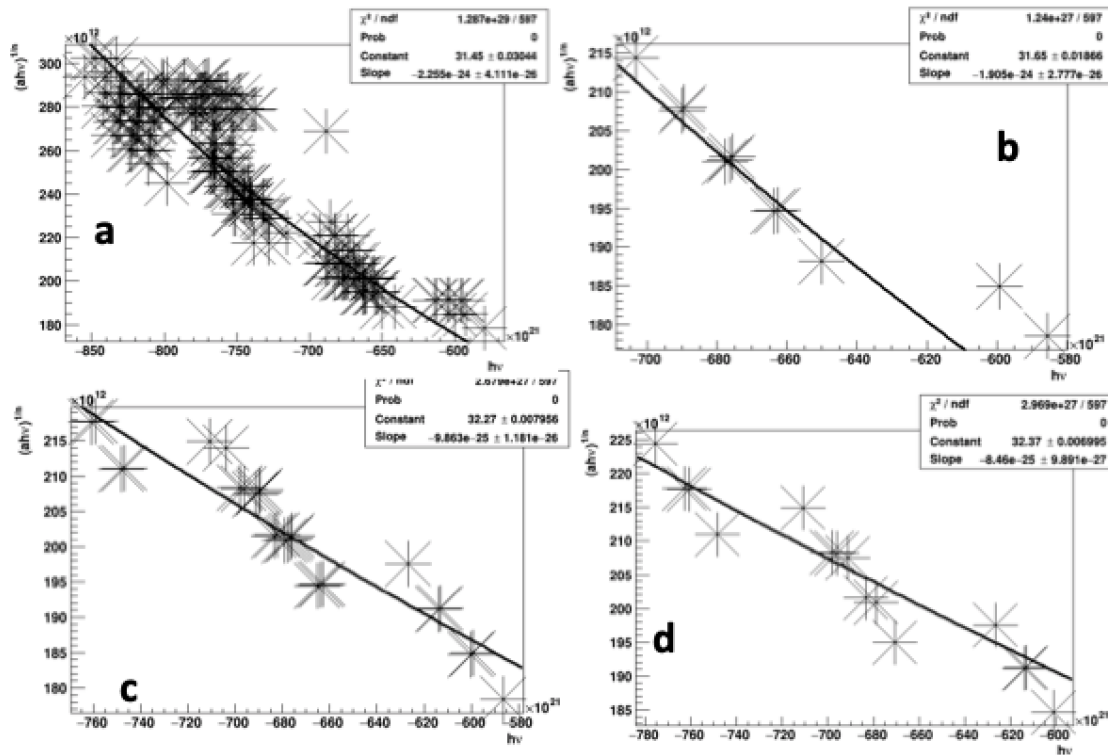 ×10¹²
χ² / ndf 1.287e+29 / 597
Prob 0
Constant 31.45 ± 0.03044
Slope −2.255e−24 ± 4.111e−26
(ahν)^1/n
300
280
260
240
220
200
180
a
−850 −800 −750 −700 −650 −600
×10²¹
hν
×10¹²
χ² / ndf 1.24e+27 / 597
Prob 0
Constant 31.65 ± 0.01866
Slope −1.905e−24 ± 2.777e−26
(ahν)^1/n
215
210
205
200
195
190
185
180
b
−700 −680 −660 −640 −620 −600 −580
×10²¹
hν
×10¹²
2.679e+27 / 597
Prob 0
Constant 32.27 ± 0.007956
Slope −9.863e−25 ± 1.181e−26
(ahν)^1/n
215
210
205
200
195
190
185
180
c
−760 −740 −720 −700 −680 −660 −640 −620 −600 −580
×10²¹
hν
×10¹²
χ² / ndf 2.969e+27 / 597
Prob 0
Constant 32.37 ± 0.006995
Slope −8.46e−25 ± 9.891e−27
(ahν)^1/n
225
220
215
210
205
200
195
190
185
d
−780 −760 −740 −720 −700 −680 −660 −640 −620 −600
×10²¹
hν